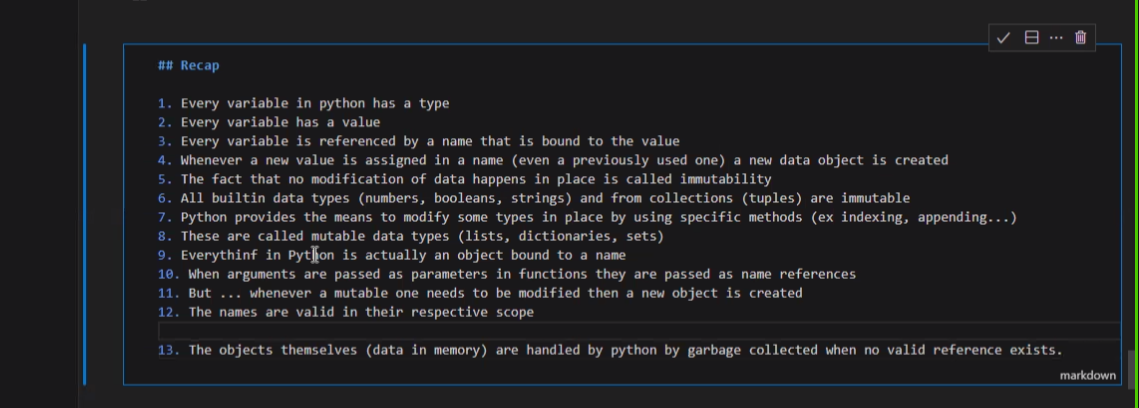 ## Recap
1. Every variable in python has a type
2. Every variable has a value
3. Every variable is referenced by a name that is bound to the value
4. Whenever a new value is assigned in a name (even a previously used one) a new data object is created
5. The fact that no modification of data happens in place is called immutability
6. All builtin data types (numbers, booleans, strings) and from collections (tuples) are immutable
7. Python provides the means to modify some types in place by using specific methods (ex indexing, appending...)
8. These are called mutable data types (lists, dictionaries, sets)
9. Everythinf in Python is actually an object bound to a name
10. When arguments are passed as parameters in functions they are passed as name references
11. But ... whenever a mutable one needs to be modified then a new object is created
12. The names are valid in their respective scope
13. The objects themselves (data in memory) are handled by python by garbage collected when no valid reference exists.
markdown